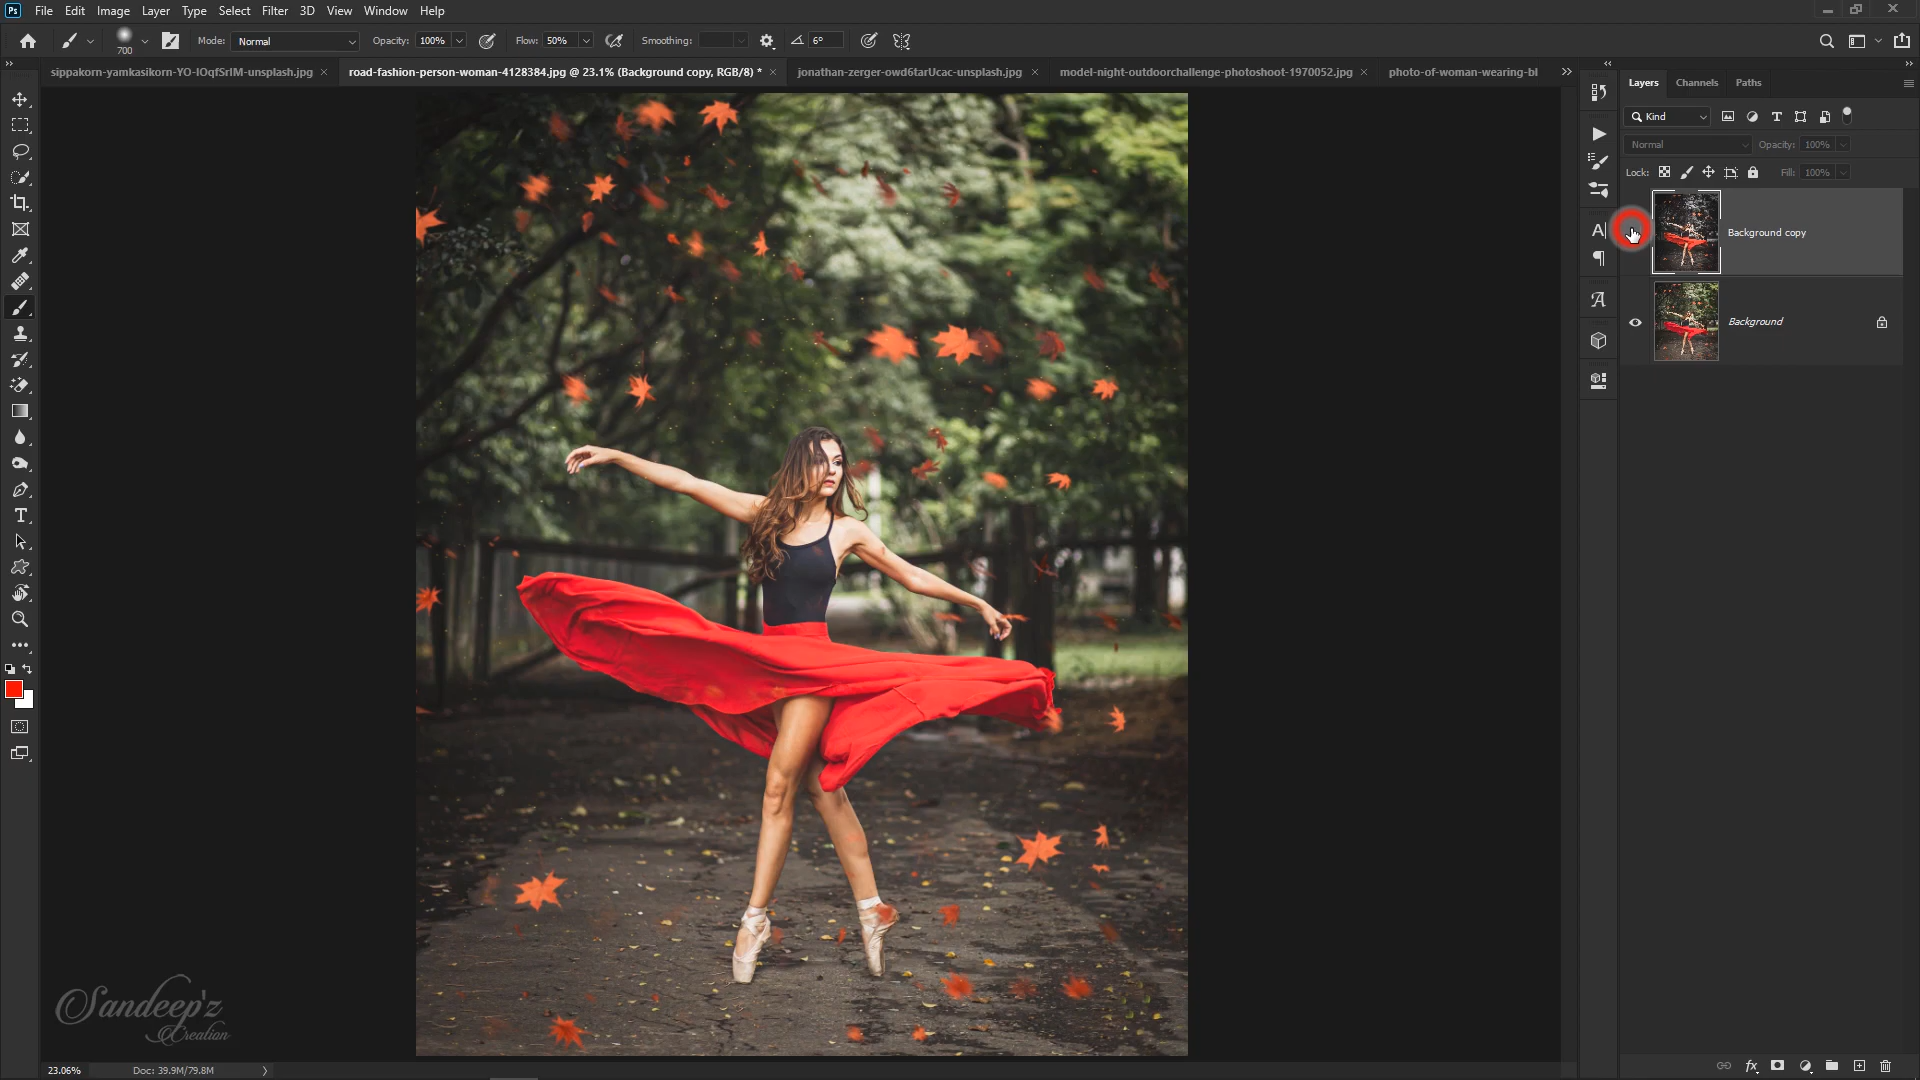 Ps File Edit Image Layer Type Select Filter 3D View Window Help
700 Mode: Normal Opacity: 100% Flow: 50% Smoothing: 6°
sippakorn-yamkasikorn-YO-IOqfSrIM-unsplash.jpg × road-fashion-person-woman-4128384.jpg @ 23.1% (Background copy, RGB/8) * × jonathan-zerger-owd6tarUcac-unsplash.jpg × model-night-outdoorchallenge-photoshoot-1970052.jpg × photo-of-woman-wearing-bl
Layers Channels Paths
Kind
Normal Opacity: 100%
Lock: Fill: 100%
Background copy
Background
Sandeep'z
Creation
23.06% Doc: 39.9M/79.8M